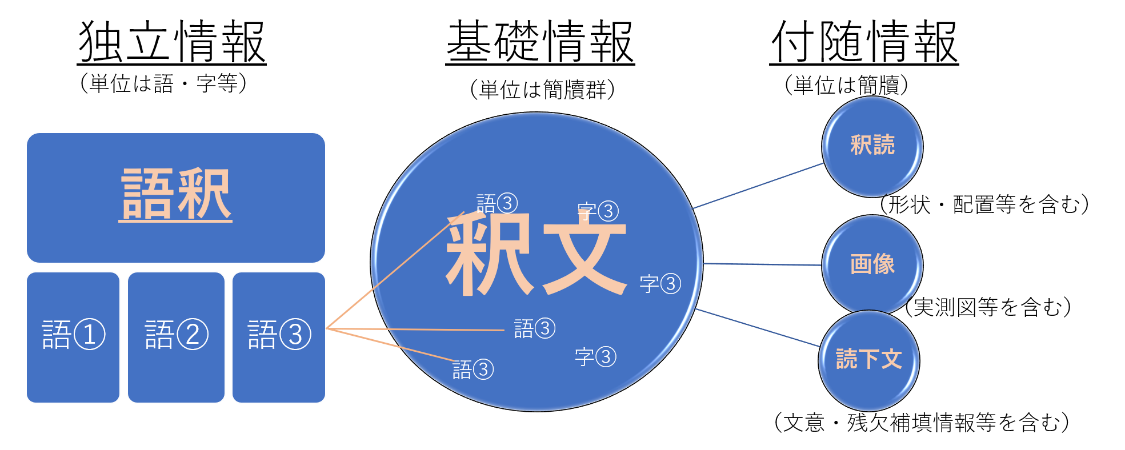 独立情報
（単位は語・字等）
語釈
語①
語②
語③
基礎情報
（単位は簡牘群）
語③
字③
釈文
字③
語③
字③
語③
付随情報
（単位は簡牘）
釈読
（形状・配置等を含む）
画像
（実測図等を含む）
読下文
（文意・残欠補填情報等を含む）